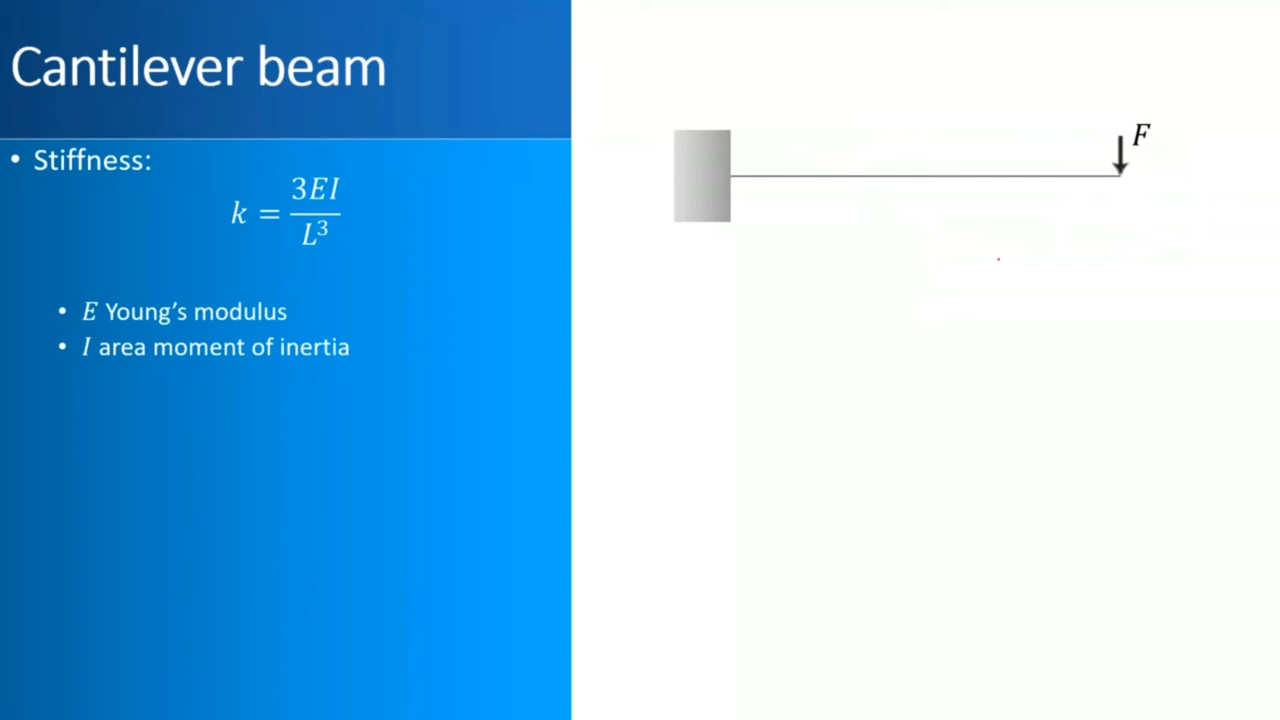 Cantilever beam
• Stiffness:
k = 3EI / L³
• E Young's modulus
• I area moment of inertia
F